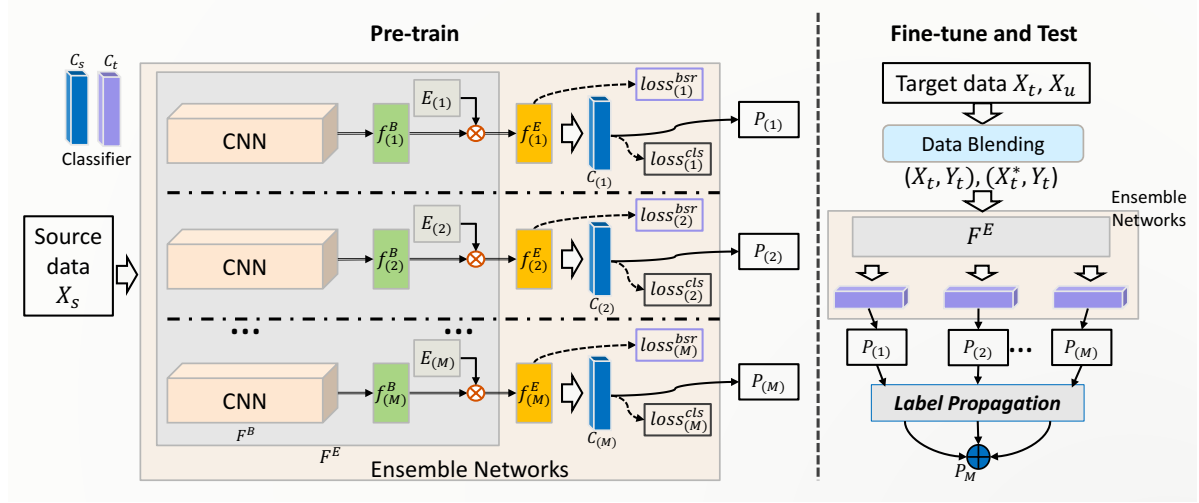 Pre-train
C_s
C_t
Classifier
Source
data
X_s
CNN
f_{(1)}^{B}
E_{(1)}
f_{(1)}^{E}
loss_{(1)}^{bsr}
C_{(1)}
loss_{(1)}^{cls}
P_{(1)}
CNN
f_{(2)}^{B}
E_{(2)}
f_{(2)}^{E}
loss_{(2)}^{bsr}
C_{(2)}
loss_{(2)}^{cls}
P_{(2)}
...
...
CNN
f_{(M)}^{B}
E_{(M)}
f_{(M)}^{E}
loss_{(M)}^{bsr}
C_{(M)}
loss_{(M)}^{cls}
P_{(M)}
F^B
F^E
Ensemble Networks
Fine-tune and Test
Target data X_t, X_u
Data Blending
(X_t, Y_t), (X_t^*, Y_t)
Ensemble
Networks
F^E
P_{(1)}
P_{(2)}
...
P_{(M)}
Label Propagation
P_M